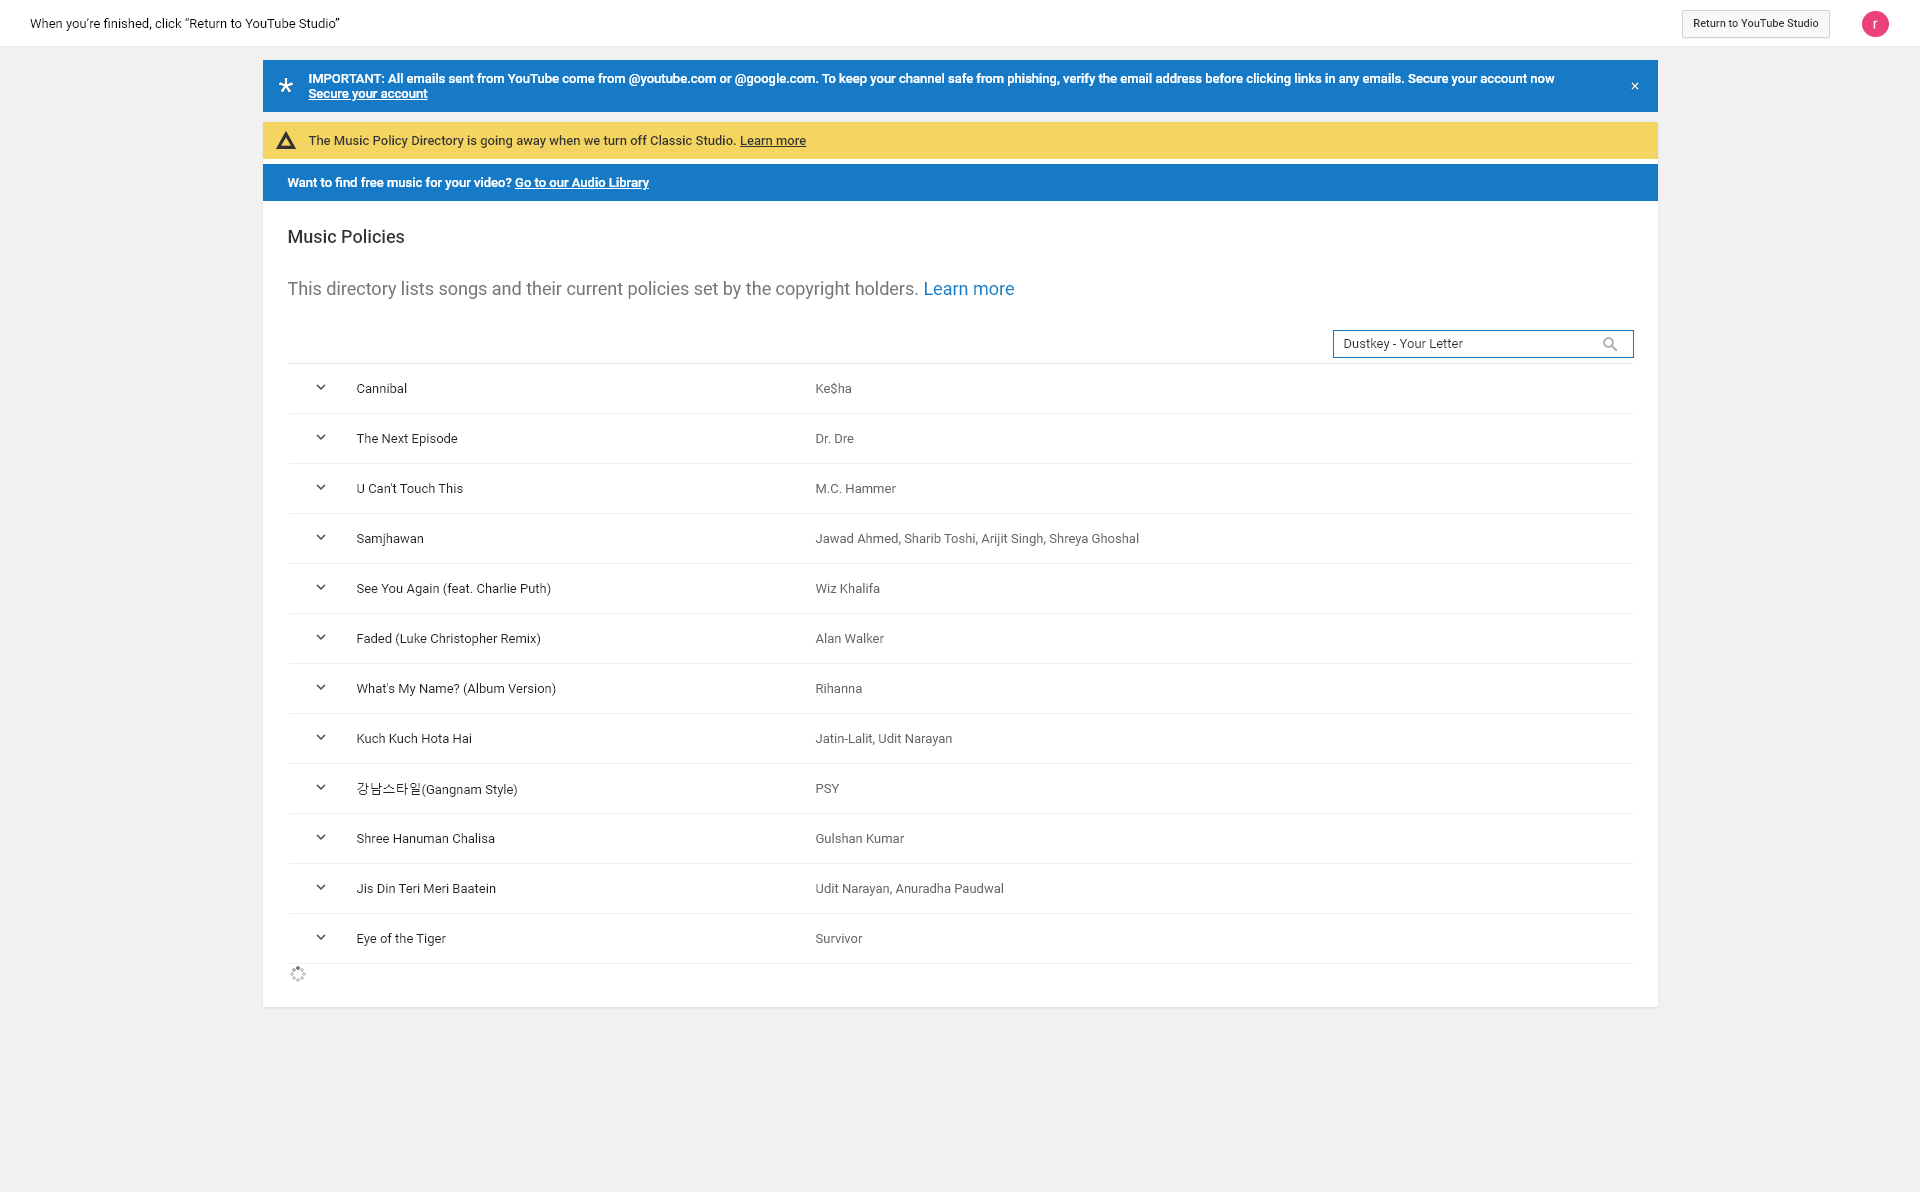 When you’re finished, click “Return to YouTube Studio”
Return to YouTube Studio
r
IMPORTANT: All emails sent from YouTube come from @youtube.com or @google.com. To keep your channel safe from phishing, verify the email address before clicking links in any emails. Secure your account now
Secure your account
×
The Music Policy Directory is going away when we turn off Classic Studio. Learn more
Want to find free music for your video? Go to our Audio Library
Music Policies
This directory lists songs and their current policies set by the copyright holders. Learn more
Dustkey - Your Letter
Cannibal Ke$ha
The Next Episode Dr. Dre
U Can't Touch This M.C. Hammer
Samjhawan Jawad Ahmed, Sharib Toshi, Arijit Singh, Shreya Ghoshal
See You Again (feat. Charlie Puth) Wiz Khalifa
Faded (Luke Christopher Remix) Alan Walker
What's My Name? (Album Version) Rihanna
Kuch Kuch Hota Hai Jatin-Lalit, Udit Narayan
강남스타일(Gangnam Style) PSY
Shree Hanuman Chalisa Gulshan Kumar
Jis Din Teri Meri Baatein Udit Narayan, Anuradha Paudwal
Eye of the Tiger Survivor